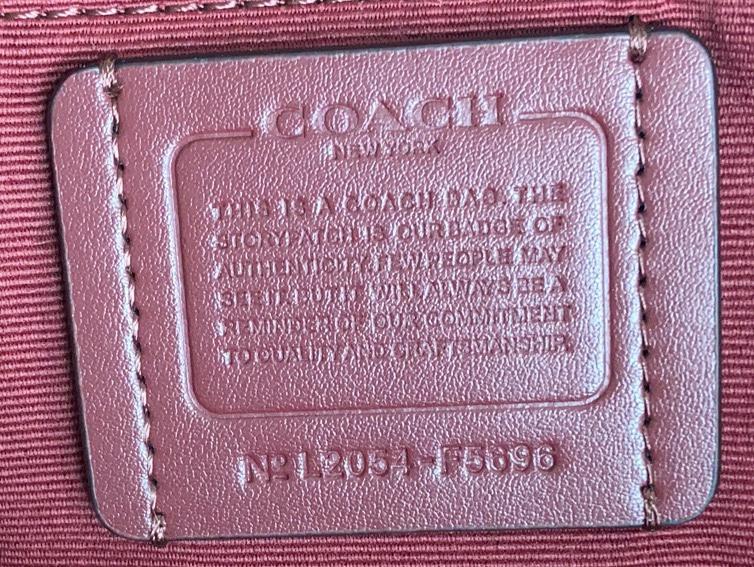 COACH
NEW YORK
THIS IS A COACH BAG. THE
STORYPATCH IS OUR BADGE OF
AUTHENTICITY. FEW PEOPLE MAY
SEE IT, BUT IT WILL ALWAYS BE A
REMINDER OF OUR COMMITMENT
TO QUALITY AND CRAFTSMANSHIP.
Nº L2054-F5696